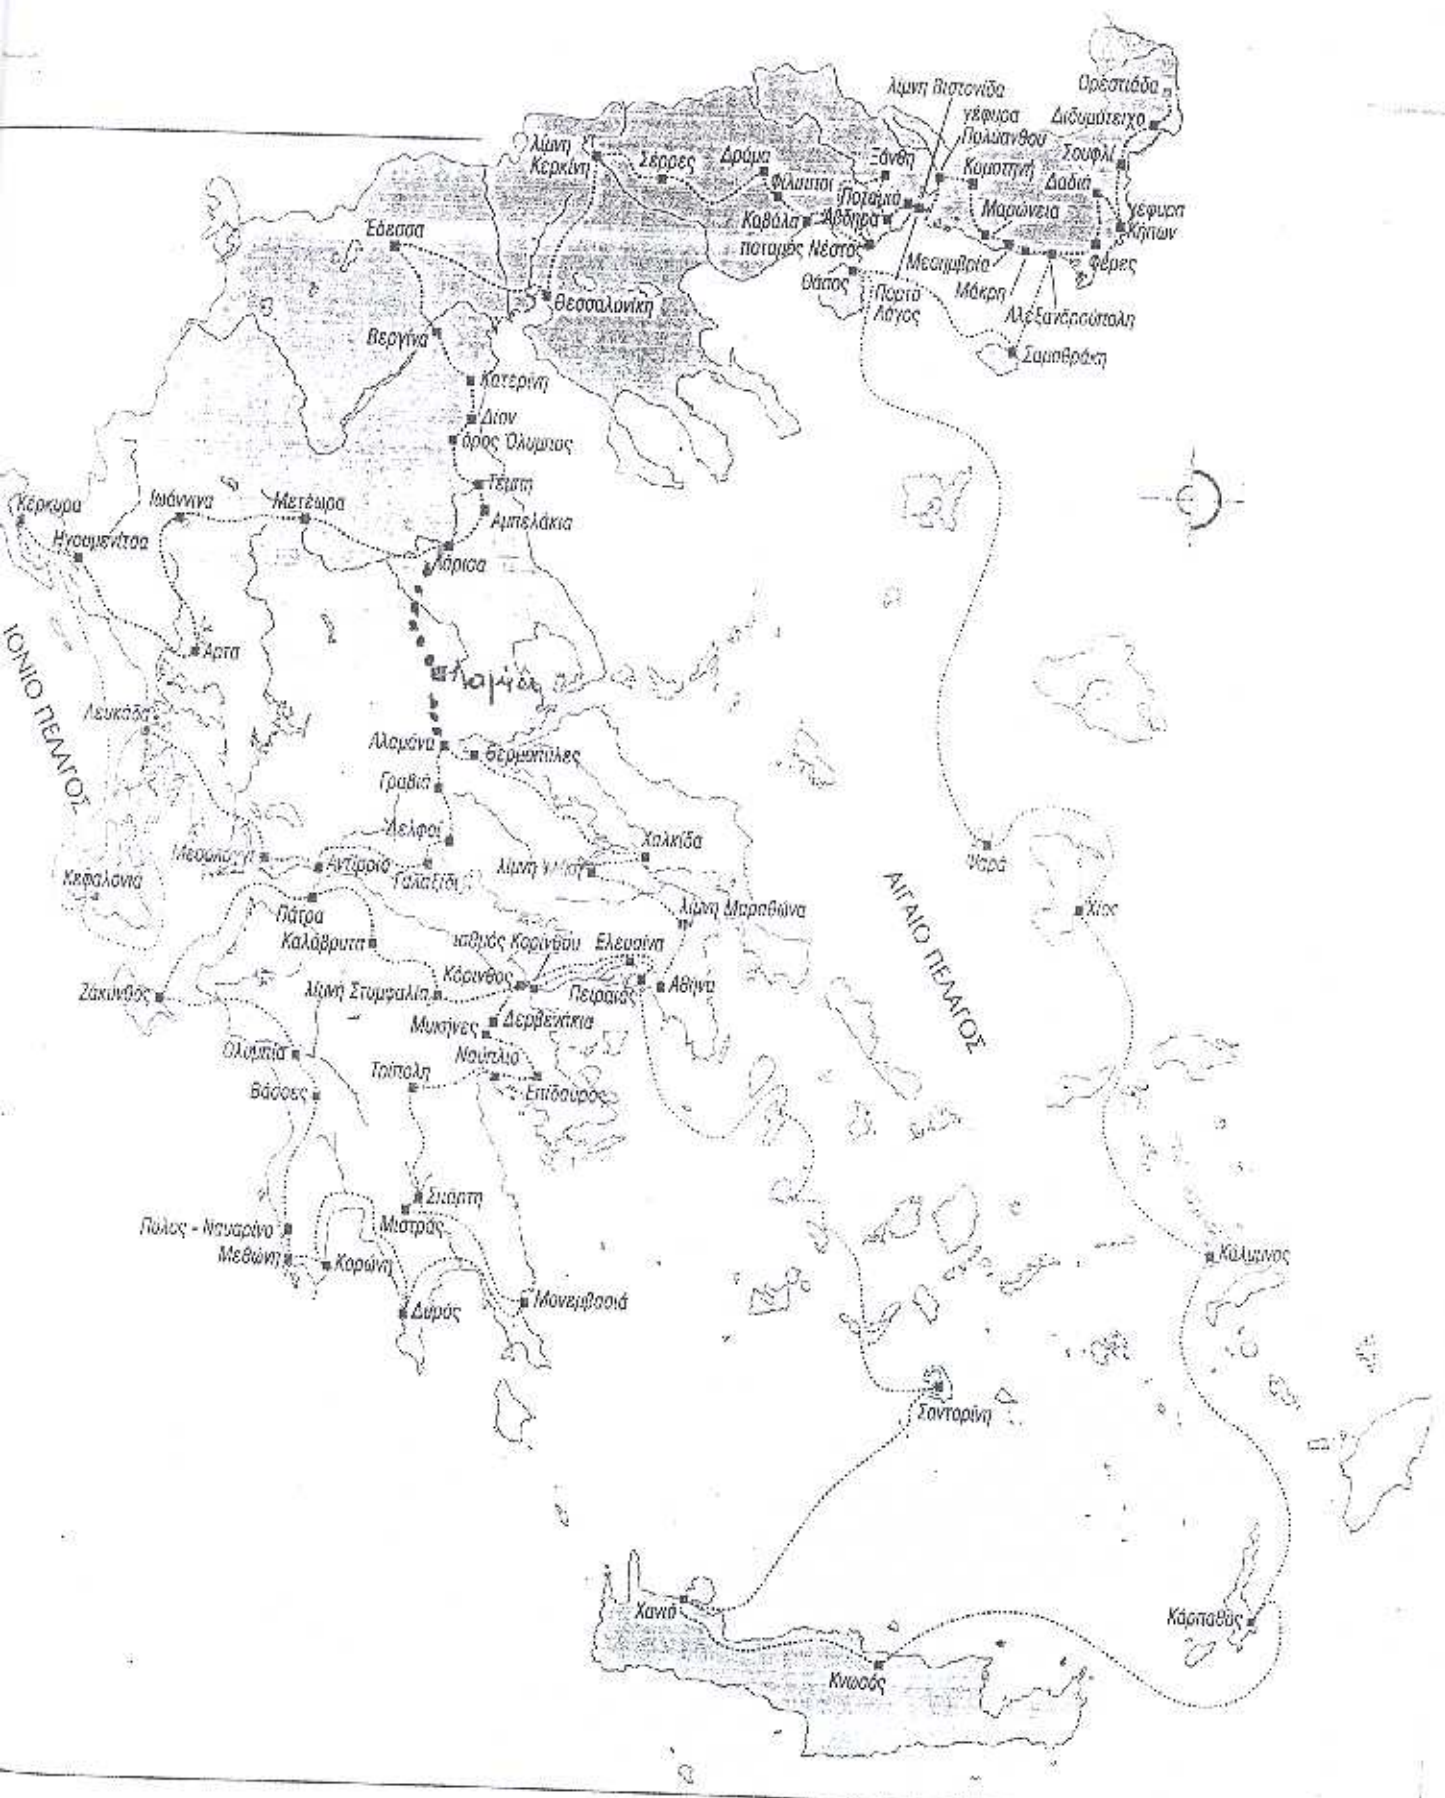 Ορεστιάδα
λίμνη Βιστονίδα
Διδυμότειχο
γέφυρα
Πολυάνθου
λίμνη
Κερκίνη
Σέρρες
Δράμα
Ξάνθη
Σουφλί
Κομοτηνή
Δαδιά
Φίλιπποι
Ποταμιά
Μαρώνεια
γέφυρα
Κήπων
Καβάλα
Άβδηρα
ποταμός Νέστος
Έδεσσα
Μεσημβρία
Φέρες
Θάσος
Πόρτο
Λάγος
Μάκρη
Θεσσαλονίκη
Αλεξανδρούπολη
Βεργίνα
Σαμοθράκη
Κατερίνη
Δίον
όρος Όλυμπος
Τέμπη
Κέρκυρα
Ιωάννινα
Μετέωρα
Αμπελάκια
Ηγουμενίτσα
Λάρισα
ΙΟΝΙΟ ΠΕΛΑΓΟΣ
Άρτα
Λαμία
Λευκάδα
Αλαμάνα
Θερμοπύλες
Γραβιά
Δελφοί
Χαλκίδα
Μεσολόγγι
Αντίρριο
Γαλαξίδι
λίμνη
Ψαρά
Κεφαλονιά
ΑΙΓΑΙΟ ΠΕΛΑΓΟΣ
Χίος
Πάτρα
λίμνη Μαραθώνα
Καλάβρυτα
ισθμός Κορίνθου
Ελευσίνα
Ζάκυνθος
λίμνη Στυμφαλία
Κόρινθος
Πειραιάς
Αθήνα
Μυκήνες
Δερβενάκια
Ολυμπία
Ναύπλιο
Τρίπολη
Βάσσες
Επίδαυρος
Σπάρτη
Μιστράς
Πύλος - Ναυαρίνο
Μεθώνη
Κορώνη
Κάλυμνος
Δυρός
Μονεμβασιά
Σαντορίνη
Χανιά
Κάρπαθος
Κνωσός